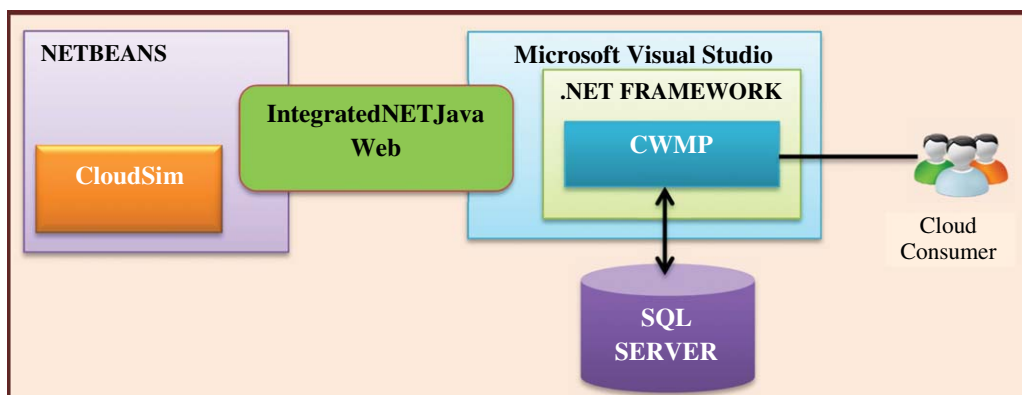 NETBEANS
CloudSim
IntegratedNETJava
Web
Microsoft Visual Studio
.NET FRAMEWORK
CWMP
SQL
SERVER
Cloud
Consumer